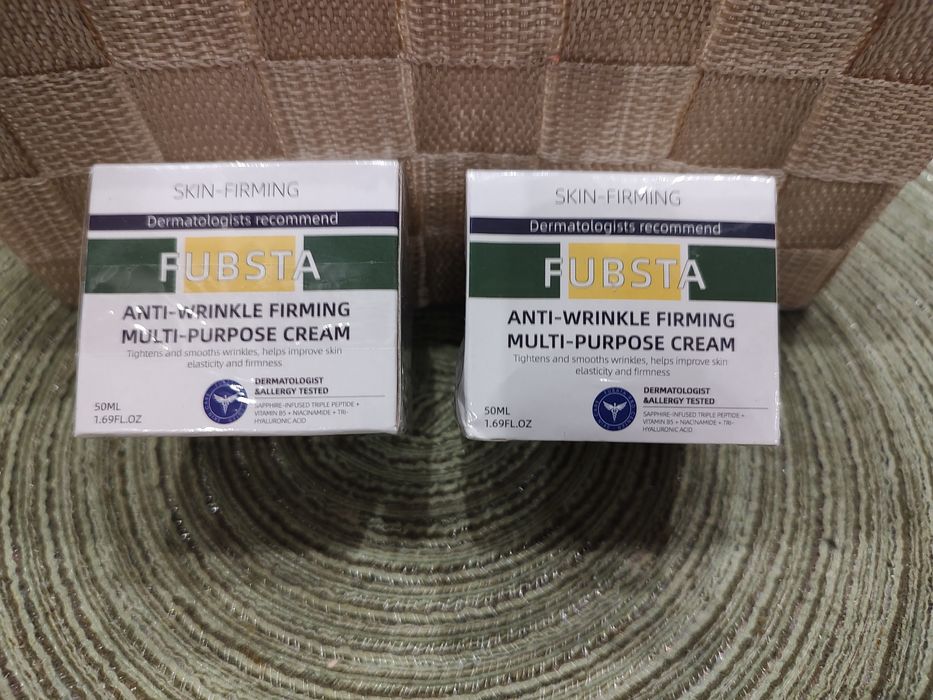 SKIN-FIRMING
Dermatologists recommend
FUBSTA
ANTI-WRINKLE FIRMING
MULTI-PURPOSE CREAM
Tightens and smooths wrinkles, helps improve skin
elasticity and firmness
DERMATOLOGIST
&ALLERGY TESTED
50ML
1.69FL.OZ
SAPPHIRE-INFUSED TRIPLE PEPTIDE +
VITAMIN B5 + NIACINAMIDE + TRI-
HYALURONIC ACID
SKIN-FIRMING
Dermatologists recommend
FUBSTA
ANTI-WRINKLE FIRMING
MULTI-PURPOSE CREAM
Tightens and smooths wrinkles, helps improve skin
elasticity and firmness
DERMATOLOGIST
&ALLERGY TESTED
50ML
1.69FL.OZ
SAPPHIRE-INFUSED TRIPLE PEPTIDE +
VITAMIN B5 + NIACINAMIDE + TRI-
HYALURONIC ACID